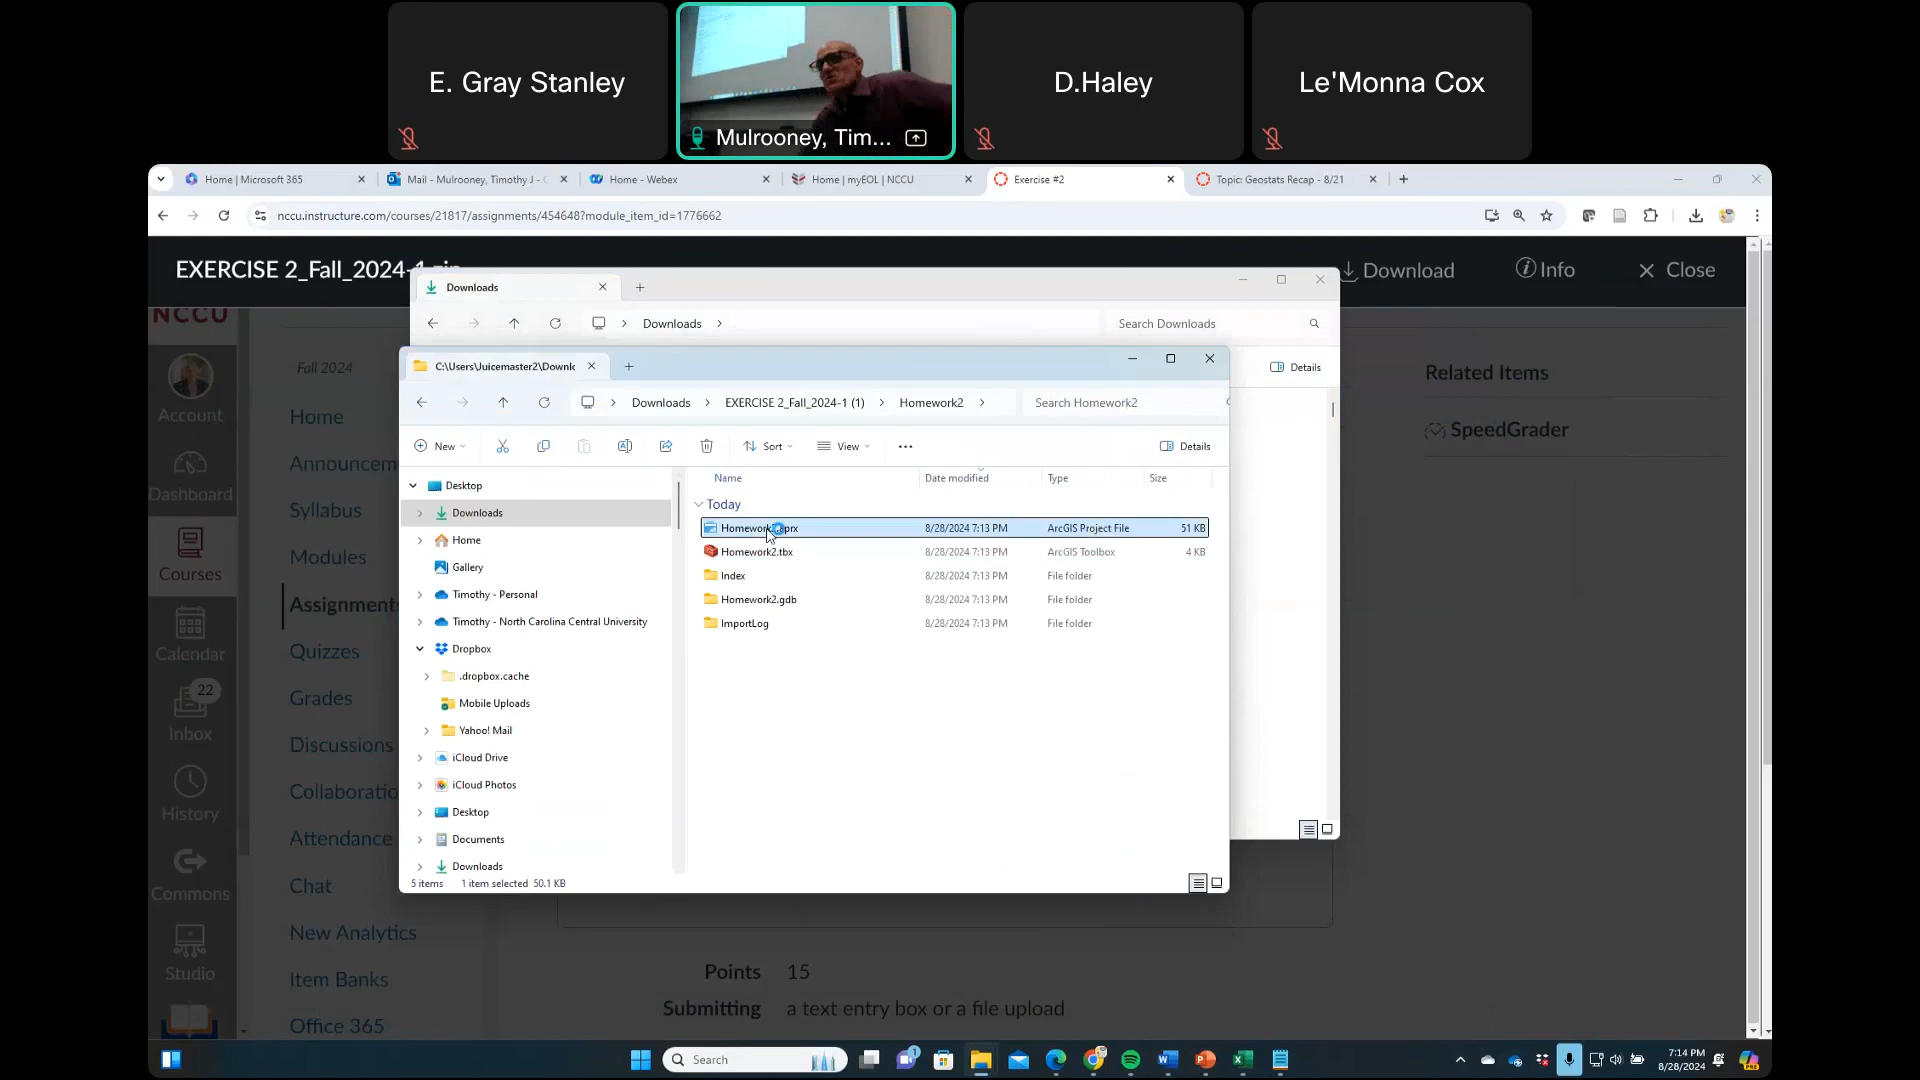 E. Gray Stanley
Mulrooney, Tim...
D.Haley
Le'Monna Cox
Home | Microsoft 365
Mail - Mulrooney, Timothy J -
Home - Webex
Home | myEOL | NCCU
Exercise #2
Topic: Geostats Recap - 8/21
nccu.instructure.com/courses/21817/assignments/454648?module_item_id=1776662
EXERCISE 2_Fall_2024-1.zip
Download
Info
Close
Downloads
Downloads
Search Downloads
Details
C:\Users\Juicemaster2\Downlo
Downloads
EXERCISE 2_Fall_2024-1 (1)
Homework2
Search Homework2
New
Sort
View
Details
Name
Date modified
Type
Size
Today
8/28/2024 7:13 PM
ArcGIS Project File
51 KB
Homework2.tbx
8/28/2024 7:13 PM
ArcGIS Toolbox
4 KB
Index
8/28/2024 7:13 PM
File folder
Homework2.gdb
8/28/2024 7:13 PM
File folder
ImportLog
8/28/2024 7:13 PM
File folder
Desktop
Downloads
Home
Gallery
Timothy - Personal
Timothy - North Carolina Central University
Dropbox
.dropbox.cache
Mobile Uploads
Yahoo! Mail
iCloud Drive
iCloud Photos
Desktop
Documents
Downloads
5 items
1 item selected 50.1 KB
NCCU
Account
Dashboard
Courses
Calendar
22
Inbox
History
Commons
Studio
Fall 2024
Home
Announcem
Syllabus
Modules
Assignments
Quizzes
Grades
Discussions
Collaboratio
Attendance
Chat
New Analytics
Item Banks
Office 365
Related Items
SpeedGrader
Points 15
Submitting a text entry box or a file upload
Search
7:14 PM
8/28/2024